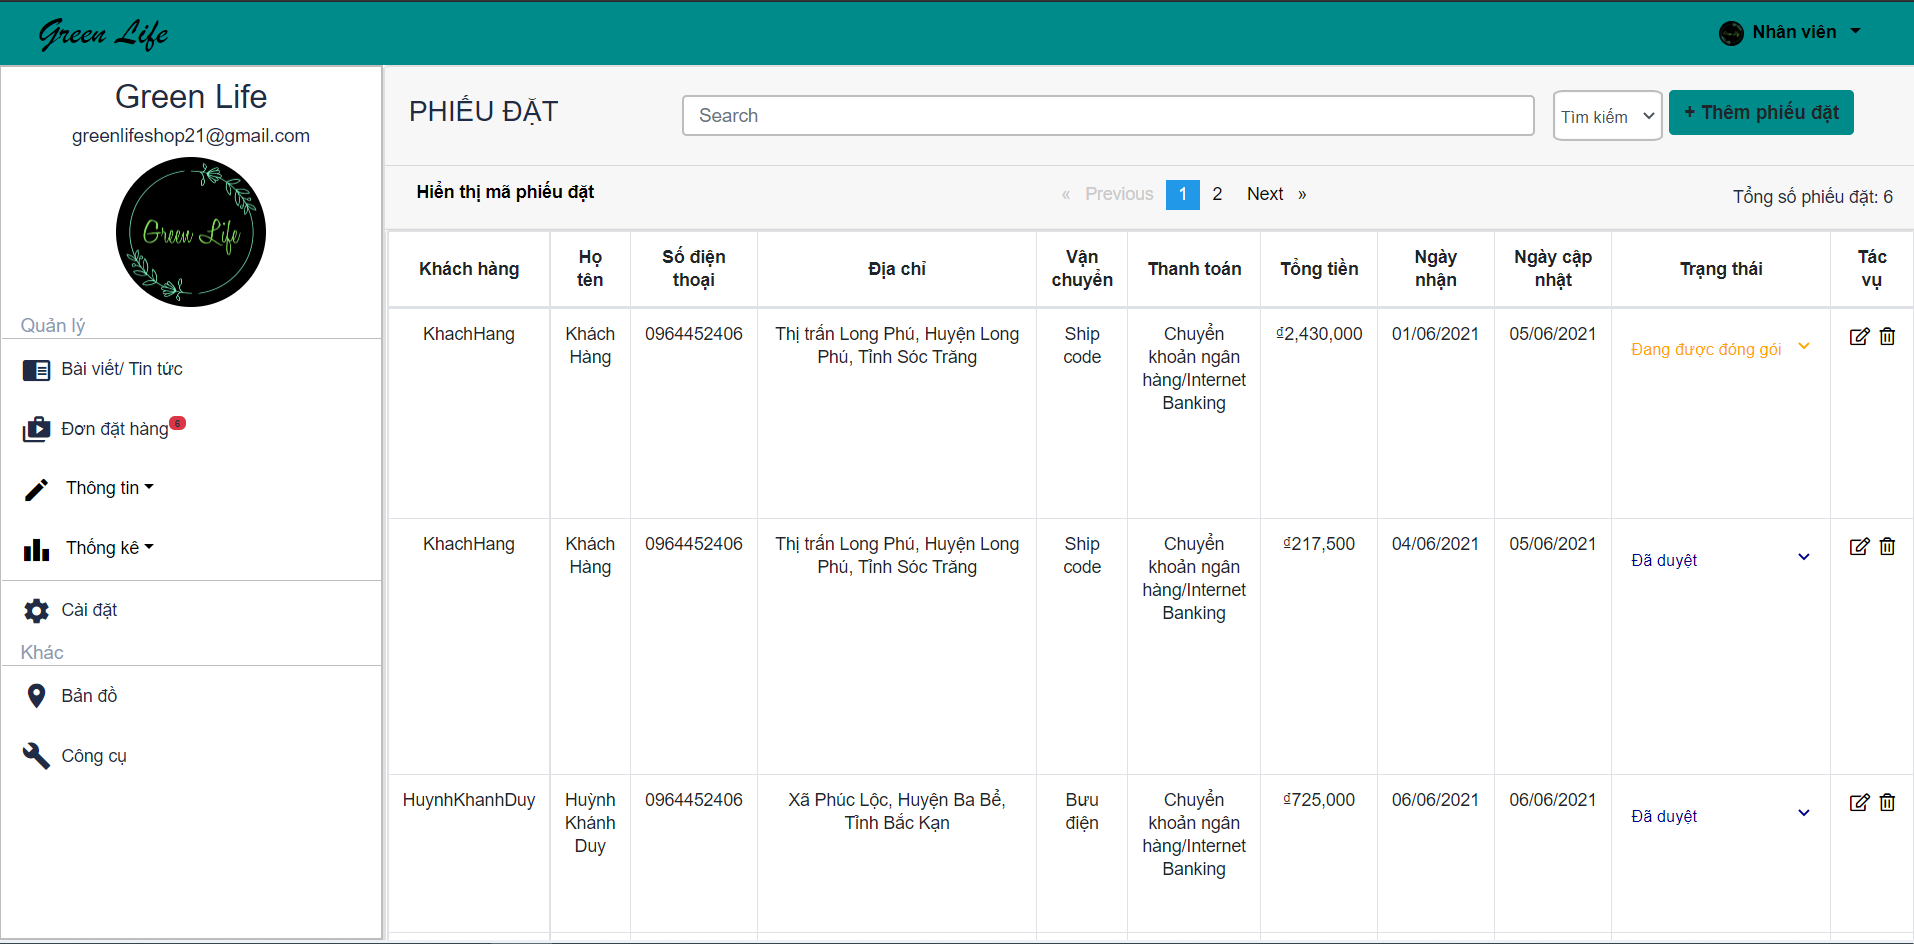 Green Life
Nhân viên
Green Life
greenlifeshop21@gmail.com
Green Life
Quản lý
Bài viết/ Tin tức
Đơn đặt hàng 6
Thông tin
Thống kê
Cài đặt
Khác
Bản đồ
Công cụ
PHIẾU ĐẶT
Search
Tìm kiếm
+ Thêm phiếu đặt
Hiển thị mã phiếu đặt
« Previous 1 2 Next »
Tổng số phiếu đặt: 6
Khách hàng
Họ
tên
Số điện
thoại
Địa chỉ
Vận
chuyển
Thanh toán
Tổng tiền
Ngày
nhận
Ngày cập
nhật
Trạng thái
Tác
vụ
KhachHang
Khách
Hàng
0964452406
Thị trấn Long Phú, Huyện Long
Phú, Tỉnh Sóc Trăng
Ship
code
Chuyển
khoản ngân
hàng/Internet
Banking
₫2,430,000
01/06/2021
05/06/2021
Đang được đóng gói
KhachHang
Khách
Hàng
0964452406
Thị trấn Long Phú, Huyện Long
Phú, Tỉnh Sóc Trăng
Ship
code
Chuyển
khoản ngân
hàng/Internet
Banking
₫217,500
04/06/2021
05/06/2021
Đã duyệt
HuynhKhanhDuy
Huỳnh
Khánh
Duy
0964452406
Xã Phúc Lộc, Huyện Ba Bể,
Tỉnh Bắc Kạn
Bưu
điện
Chuyển
khoản ngân
hàng/Internet
Banking
₫725,000
06/06/2021
06/06/2021
Đã duyệt